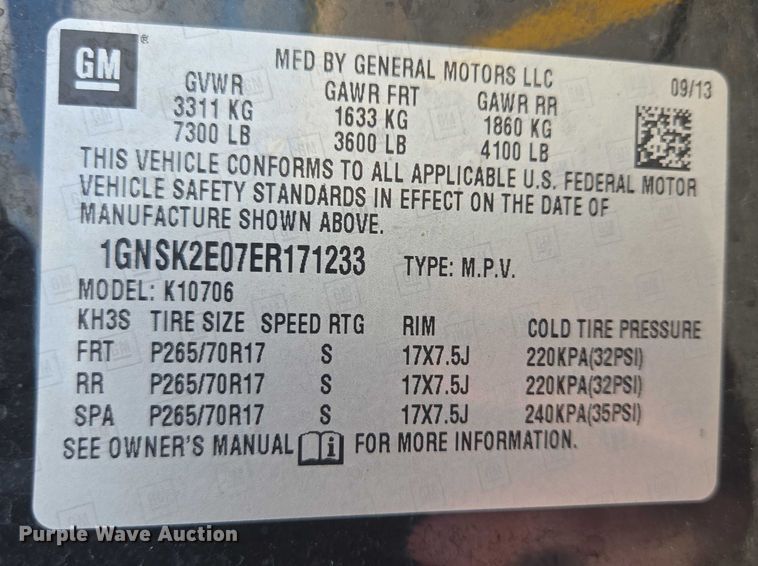 GM ®
MFD BY GENERAL MOTORS LLC
09/13
GVWR GAWR FRT GAWR RR
3311 KG 1633 KG 1860 KG
7300 LB 3600 LB 4100 LB
THIS VEHICLE CONFORMS TO ALL APPLICABLE U.S. FEDERAL MOTOR
VEHICLE SAFETY STANDARDS IN EFFECT ON THE DATE OF
MANUFACTURE SHOWN ABOVE.
1GNSK2E07ER171233 TYPE: M.P.V.
MODEL: K10706
KH3S TIRE SIZE SPEED RTG RIM COLD TIRE PRESSURE
FRT P265/70R17 S 17X7.5J 220KPA(32PSI)
RR P265/70R17 S 17X7.5J 220KPA(32PSI)
SPA P265/70R17 S 17X7.5J 240KPA(35PSI)
SEE OWNER'S MANUAL i FOR MORE INFORMATION.
Purple Wave Auction